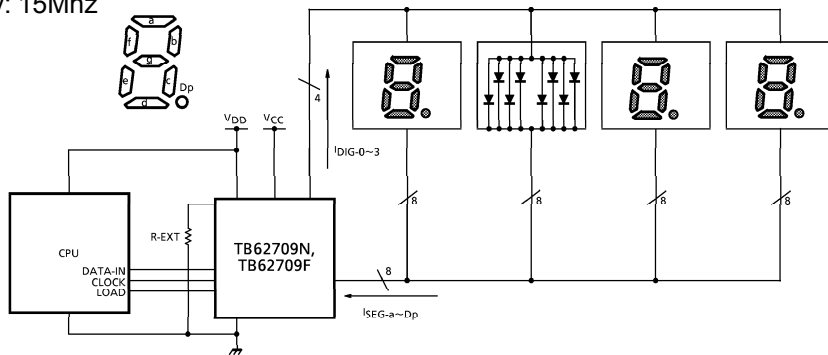 y: 15Mhz
a
f
b
g
e
c
d
Dp
VDD
VCC
4
IDIG-0~3
8
8
8
8
R-EXT
CPU
TB62709N,
TB62709F
DATA-IN
CLOCK
LOAD
8
ISEG-a~Dp